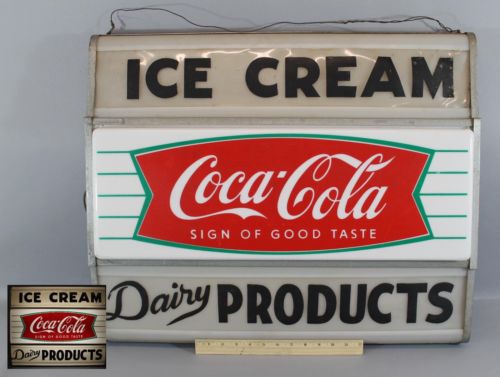 ICE CREAM
Coca-Cola
SIGN OF GOOD TASTE
Dairy PRODUCTS
ICE CREAM
Coca-Cola
SIGN OF GOOD TASTE
Dairy PRODUCTS